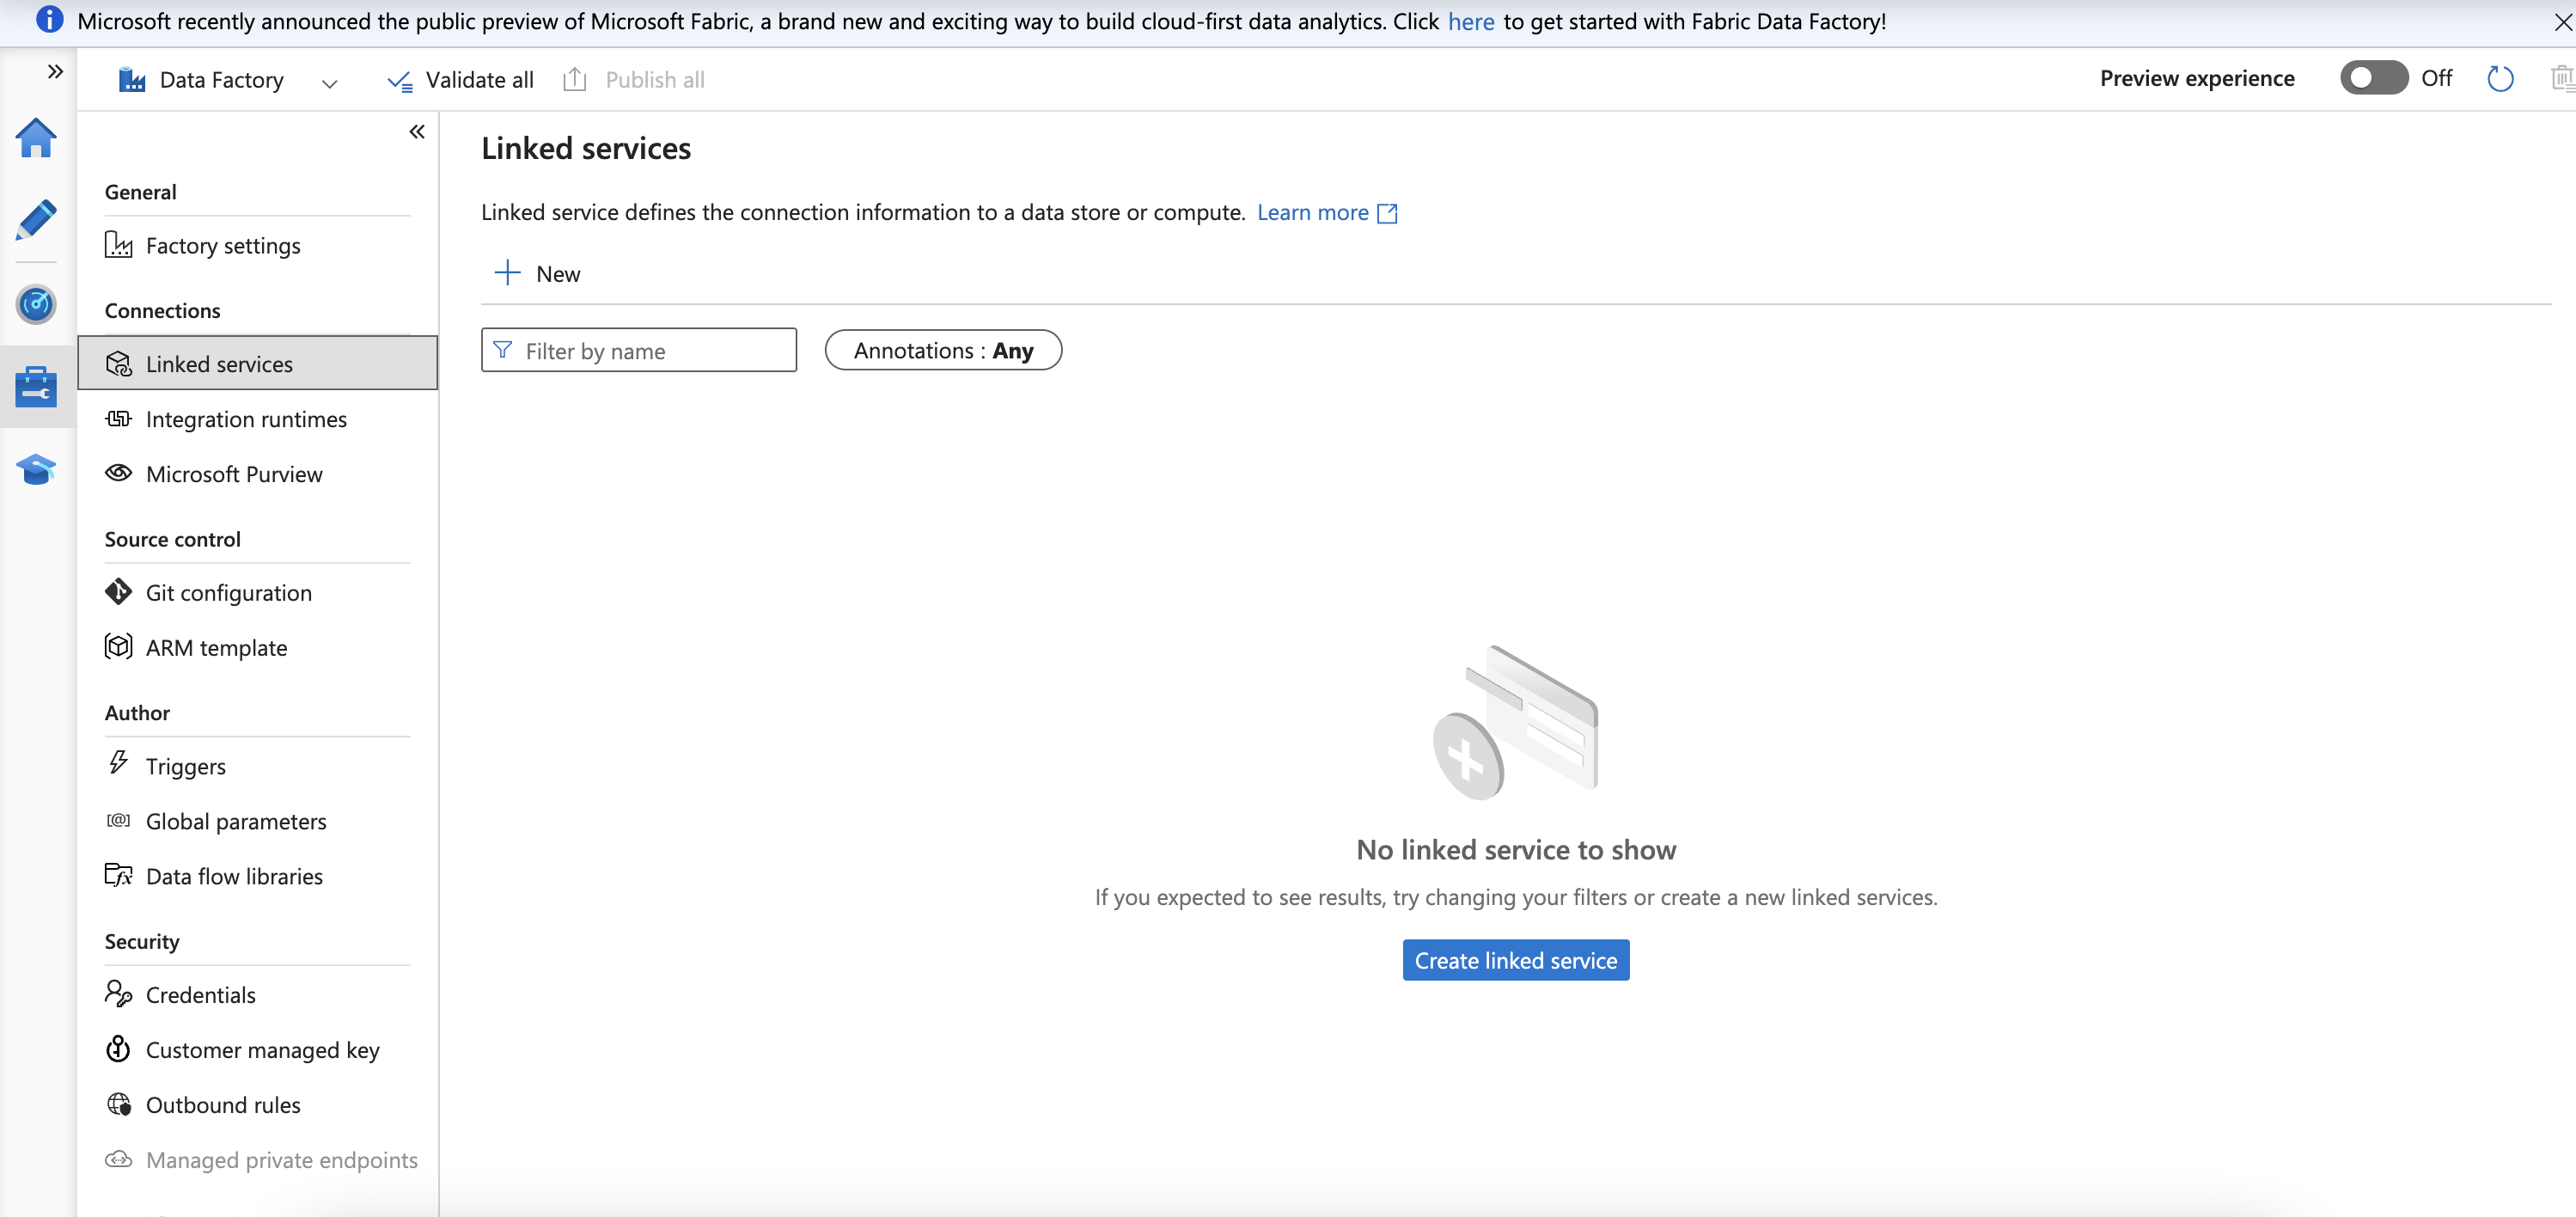 Microsoft recently announced the public preview of Microsoft Fabric, a brand new and exciting way to build cloud-first data analytics. Click here to get started with Fabric Data Factory!
Data Factory
Validate all
Publish all
Preview experience
Off
General
Factory settings
Connections
Linked services
Integration runtimes
Microsoft Purview
Source control
Git configuration
ARM template
Author
Triggers
Global parameters
Data flow libraries
Security
Credentials
Customer managed key
Outbound rules
Managed private endpoints
Linked services
Linked service defines the connection information to a data store or compute. Learn more
New
Filter by name
Annotations : Any
No linked service to show
If you expected to see results, try changing your filters or create a new linked services.
Create linked service